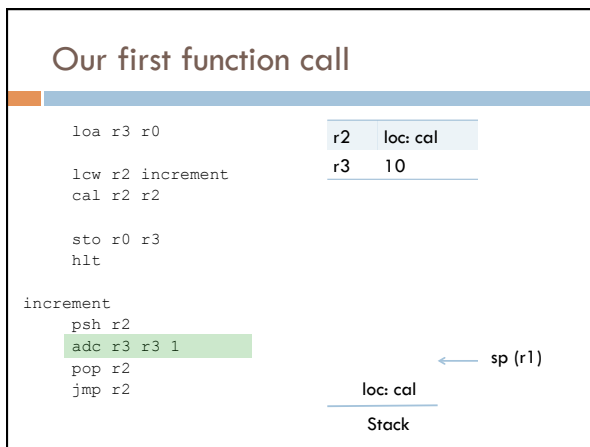 Our first function call
loa r3 r0
lcw r2 increment
cal r2 r2
sto r0 r3
hlt
increment
psh r2
adc r3 r3 1
pop r2
jmp r2
r2 loc: cal
r3 10
sp (r1)
loc: cal
Stack